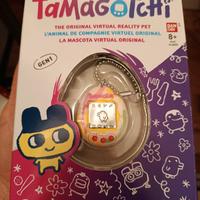 TAMAGOTCHI
THE ORIGINAL VIRTUAL REALITY PET
L'ANIMAL DE COMPAGNIE VIRTUEL ORIGINAL
LA MASCOTA VIRTUAL ORIGINAL
BANDAI
8+
GEN1